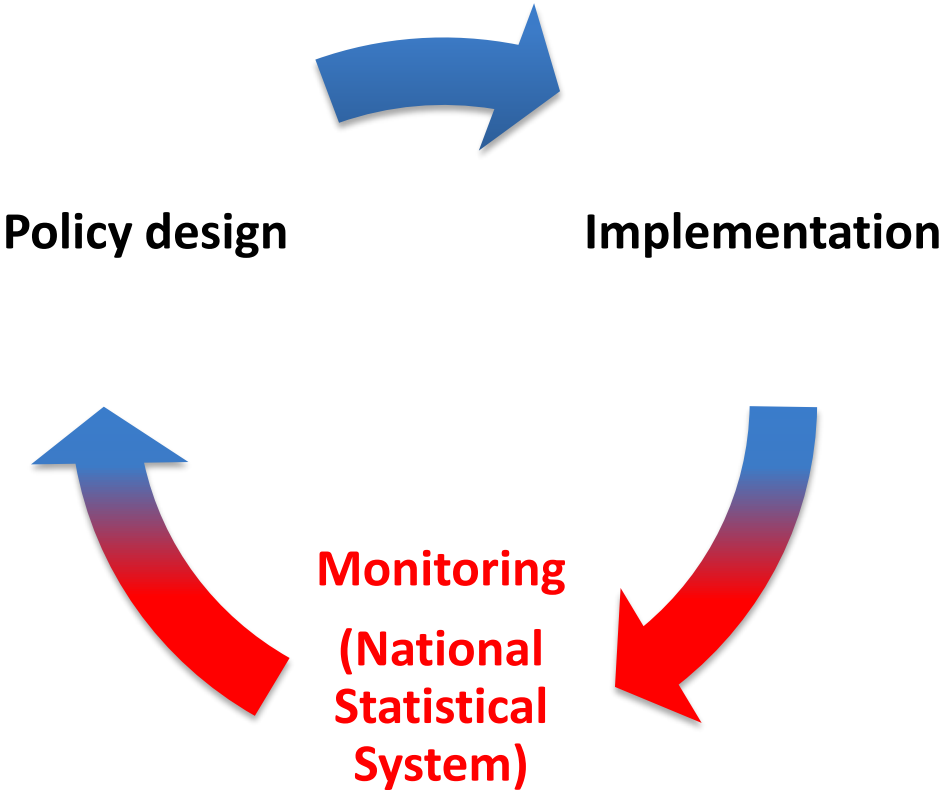 Policy design
Implementation
Monitoring
(National
Statistical
System)